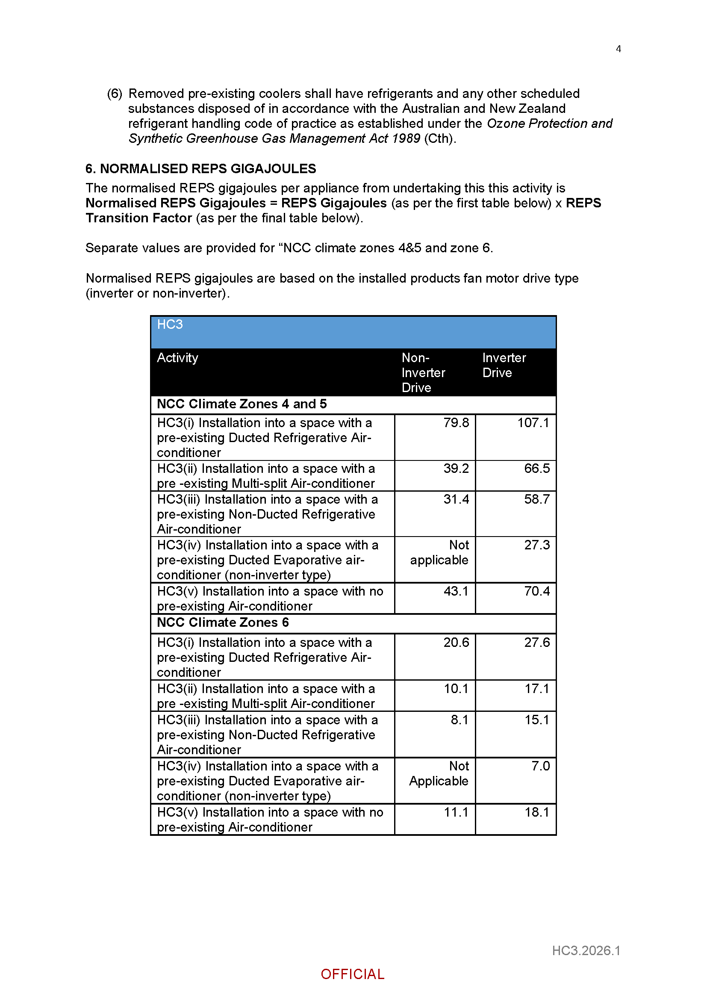 4
(6) Removed pre-existing coolers shall have refrigerants and any other scheduled
substances disposed of in accordance with the Australian and New Zealand
refrigerant handling code of practice as established under the Ozone Protection and
Synthetic Greenhouse Gas Management Act 1989 (Cth).
6. NORMALISED REPS GIGAJOULES
The normalised REPS gigajoules per appliance from undertaking this this activity is
Normalised REPS Gigajoules = REPS Gigajoules (as per the first table below) x REPS
Transition Factor (as per the final table below).
Separate values are provided for “NCC climate zones 4&5 and zone 6.
Normalised REPS gigajoules are based on the installed products fan motor drive type
(inverter or non-inverter).
HC3
Activity Non- Inverter
Inverter Drive
Drive
NCC Climate Zones 4 and 5
HC3(i) Installation into a space with a 79.8 107.1
pre-existing Ducted Refrigerative Air-
conditioner
HC3(ii) Installation into a space with a 39.2 66.5
pre -existing Multi-split Air-conditioner
HC3(iii) Installation into a space with a 31.4 58.7
pre-existing Non-Ducted Refrigerative
Air-conditioner
HC3(iv) Installation into a space with a Not 27.3
pre-existing Ducted Evaporative air- applicable
conditioner (non-inverter type)
HC3(v) Installation into a space with no 43.1 70.4
pre-existing Air-conditioner
NCC Climate Zones 6
HC3(i) Installation into a space with a 20.6 27.6
pre-existing Ducted Refrigerative Air-
conditioner
HC3(ii) Installation into a space with a 10.1 17.1
pre -existing Multi-split Air-conditioner
HC3(iii) Installation into a space with a 8.1 15.1
pre-existing Non-Ducted Refrigerative
Air-conditioner
HC3(iv) Installation into a space with a Not 7.0
pre-existing Ducted Evaporative air- Applicable
conditioner (non-inverter type)
HC3(v) Installation into a space with no 11.1 18.1
pre-existing Air-conditioner
HC3.2026.1
OFFICIAL